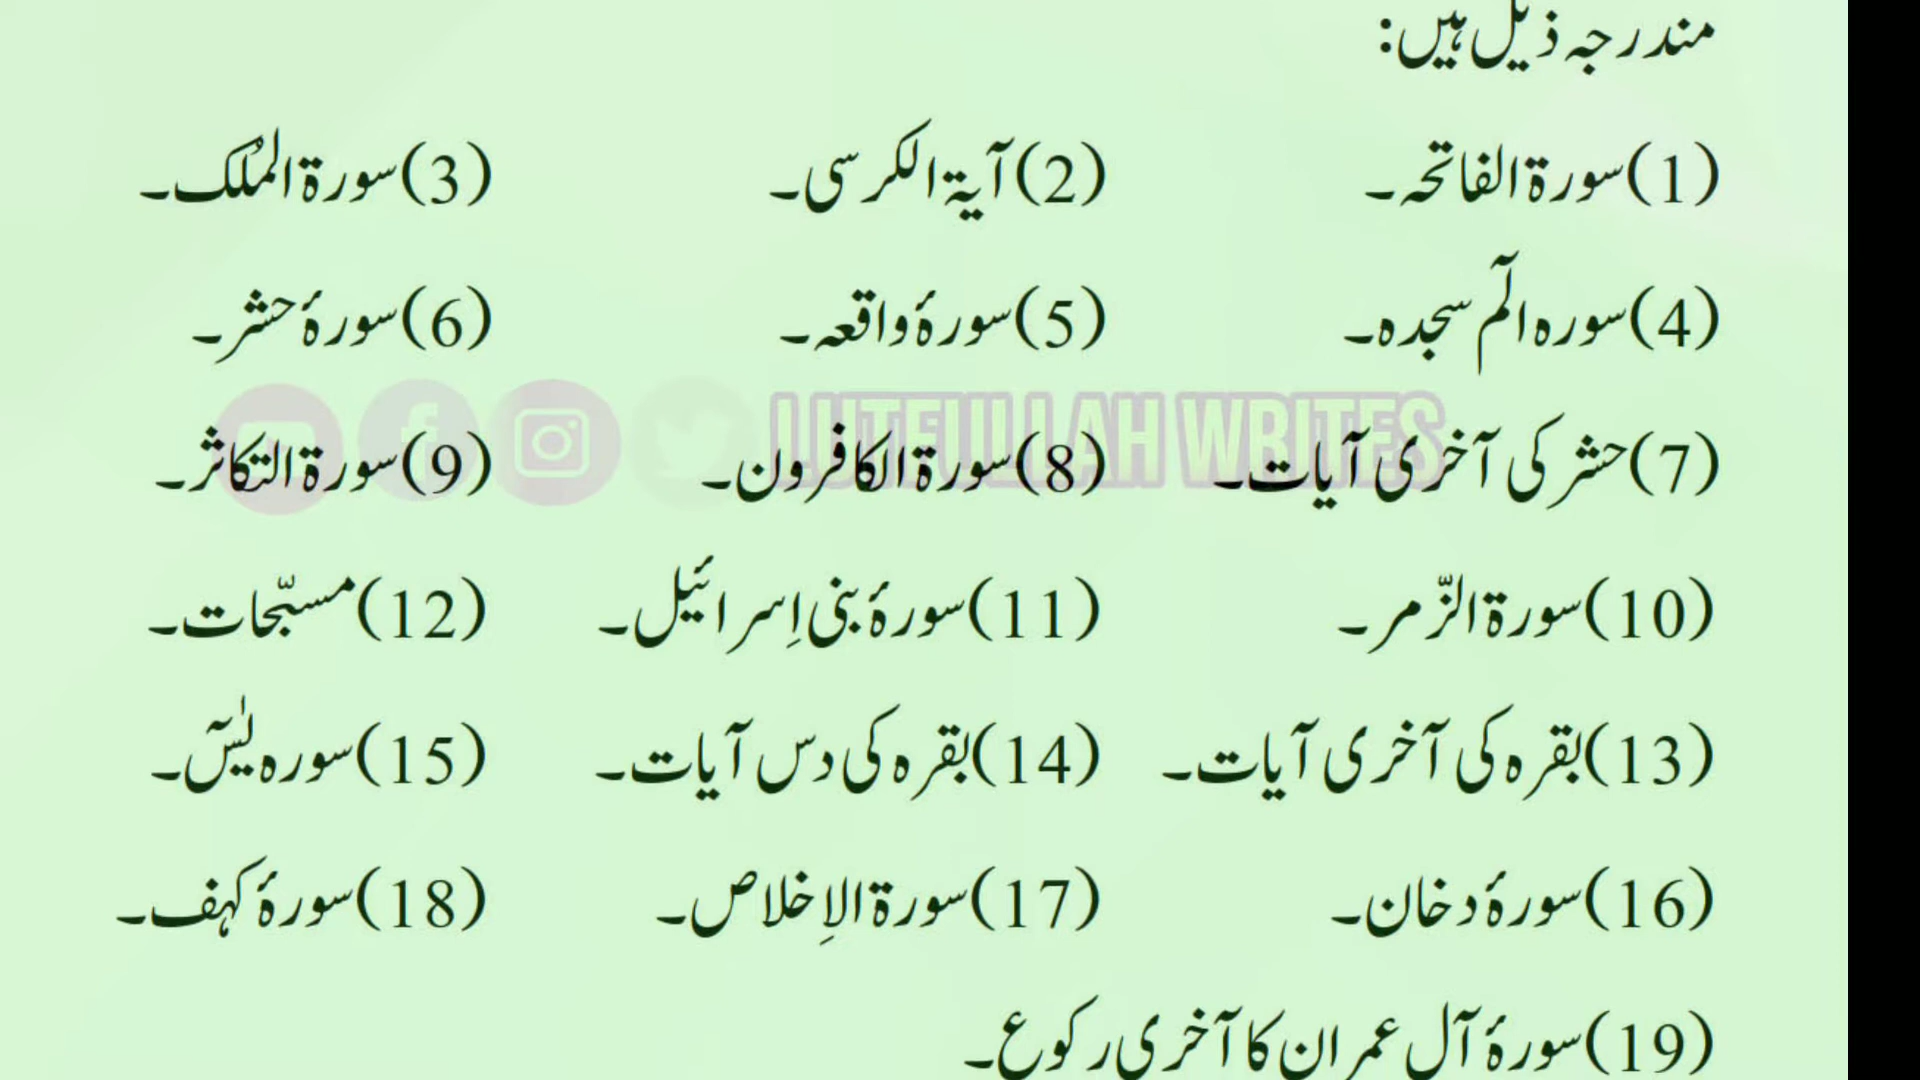 مندرجہ ذیل ہیں:
(1)سورۃ الفاتحہ۔ (2)آیۃ الکرسی۔ (3)سورۃ المُلک۔
(4)سورہ الٓم سجدہ۔ (5)سورۂ واقعہ۔ (6)سورۂ حشر۔
LUTFULLAH WRITES
(7)حشر کی آخری آیات۔ (8)سورۃ الکافرون۔ (9)سورۃ التکاثر۔
(10)سورۃ الزّمر۔ (11)سورۂ بنی اِسرائیل۔ (12)مسبّحات۔
(13)بقرہ کی آخری آیات۔ (14)بقرہ کی دس آیات۔ (15)سورہ یٰسٓ۔
(16)سورۂ دخان۔ (17)سورۃ الاِخلاص۔ (18)سورۂ کہف۔
(19)سورۂ آل عمران کا آخری رکوع۔